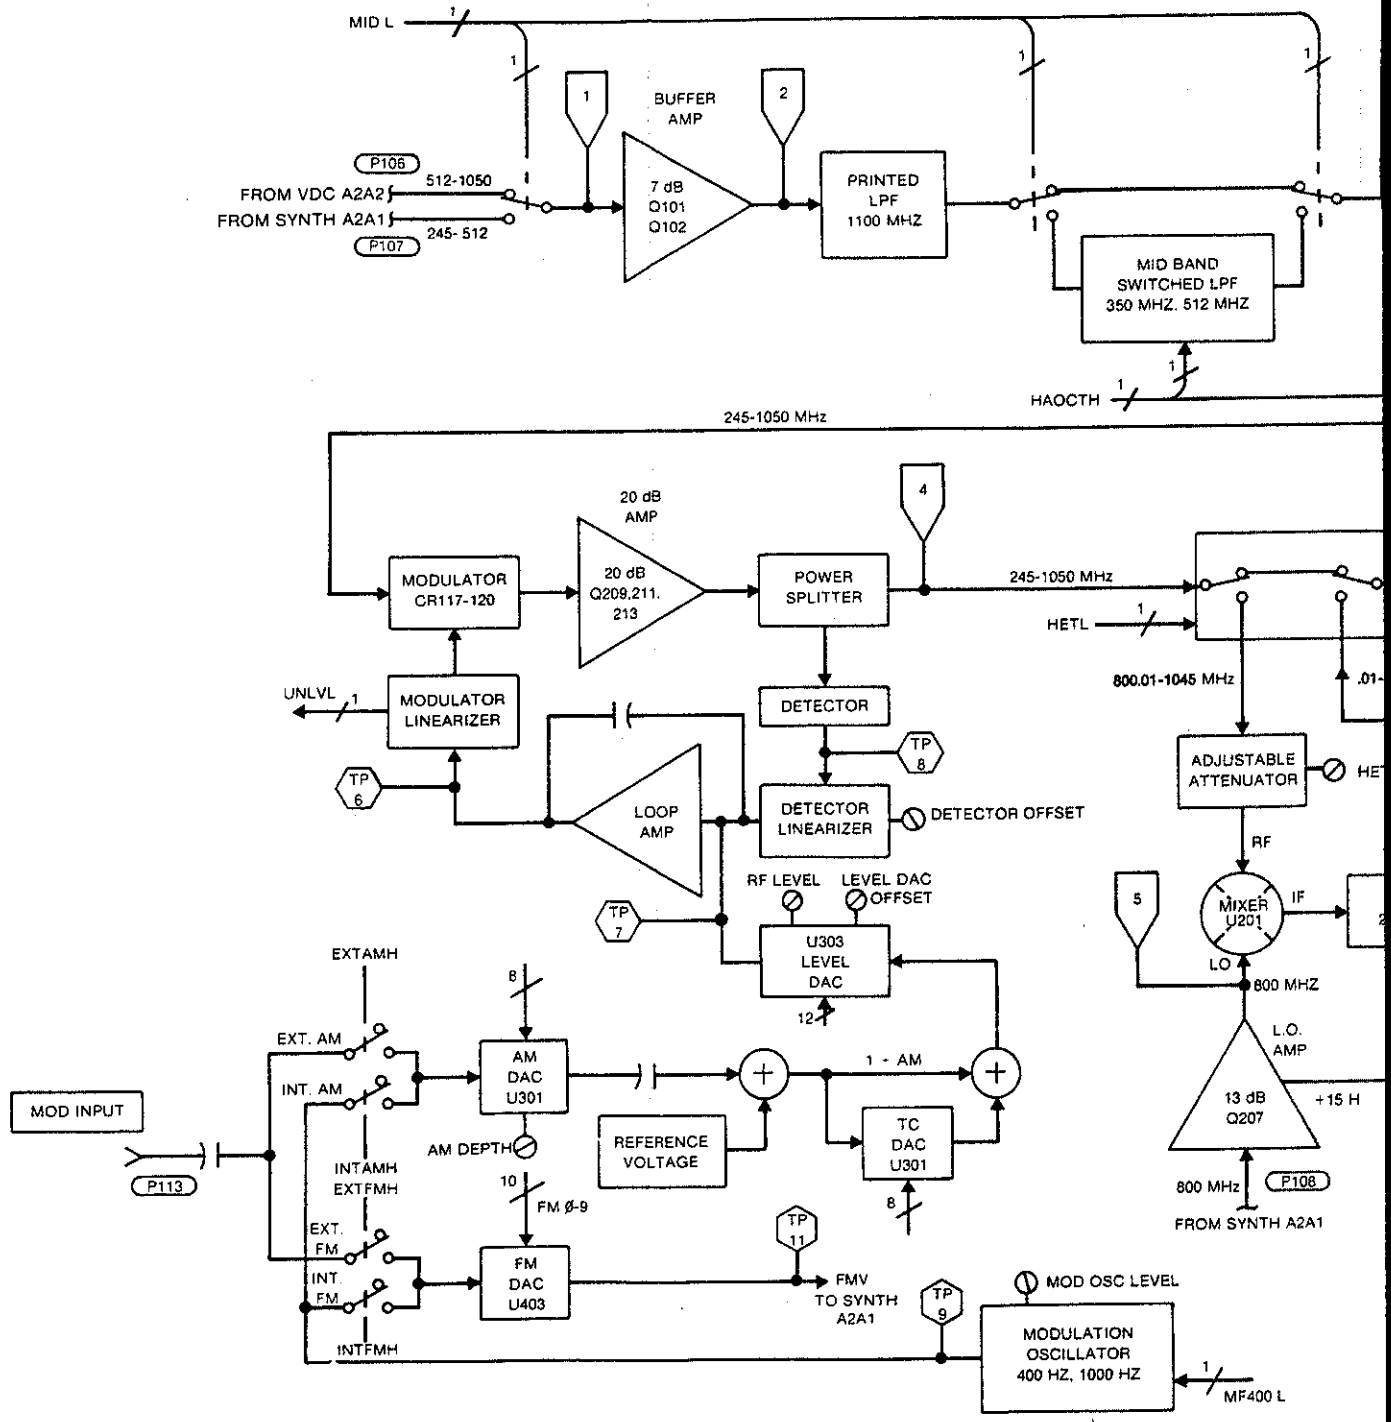 MID L
1
1
1
1
1
BUFFER
AMP
2
P106
FROM VDC A2A2
512-1050
FROM SYNTH A2A1
245-512
P107
7 dB
Q101
Q102
PRINTED
LPF
1100 MHZ
MID BAND
SWITCHED LPF
350 MHZ, 512 MHZ
1
HAOCTH
1
245-1050 MHz
20 dB
AMP
4
MODULATOR
CR117-120
20 dB
Q209,211,
213
POWER
SPLITTER
245-1050 MHz
HETL
1
UNLVL
1
MODULATOR
LINEARIZER
DETECTOR
800.01-1045 MHz
.01-
TP
6
TP
8
LOOP
AMP
DETECTOR
LINEARIZER
DETECTOR OFFSET
ADJUSTABLE
ATTENUATOR
HET
RF
RF LEVEL
LEVEL DAC
OFFSET
TP
7
U303
LEVEL
DAC
12
5
MIXER
U201
IF
2
LO
800 MHZ
EXTAMH
8
EXT. AM
INT. AM
AM
DAC
U301
1 - AM
L.O.
AMP
13 dB
Q207
+15 H
MOD INPUT
AM DEPTH
REFERENCE
VOLTAGE
TC
DAC
U301
8
P113
INTAMH
EXTFMH
10
FM Ø-9
800 MHz
P108
FROM SYNTH A2A1
EXT.
FM
INT.
FM
FM
DAC
U403
TP
11
FMV
TO SYNTH
A2A1
INTFMH
TP
9
MOD OSC LEVEL
MODULATION
OSCILLATOR
400 HZ, 1000 HZ
1
MF400 L